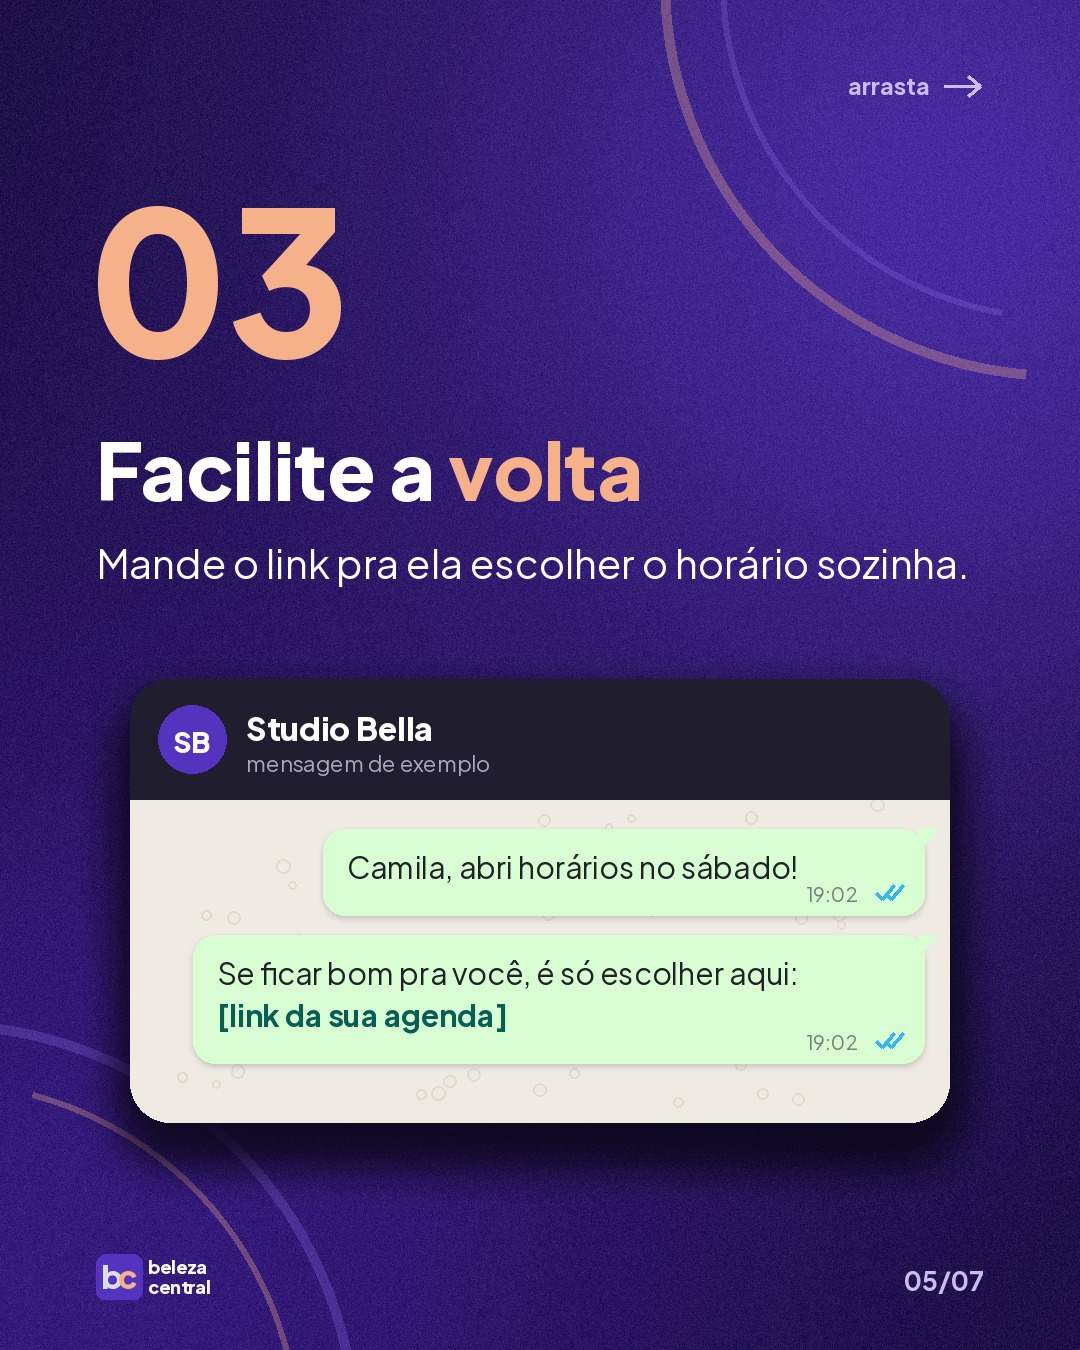 arrasta
03
Facilite a volta
Mande o link pra ela escolher o horário sozinha.
SB
Studio Bella
mensagem de exemplo
Camila, abri horários no sábado!
19:02
Se ficar bom pra você, é só escolher aqui:
[link da sua agenda]
19:02
bc
beleza
central
05/07